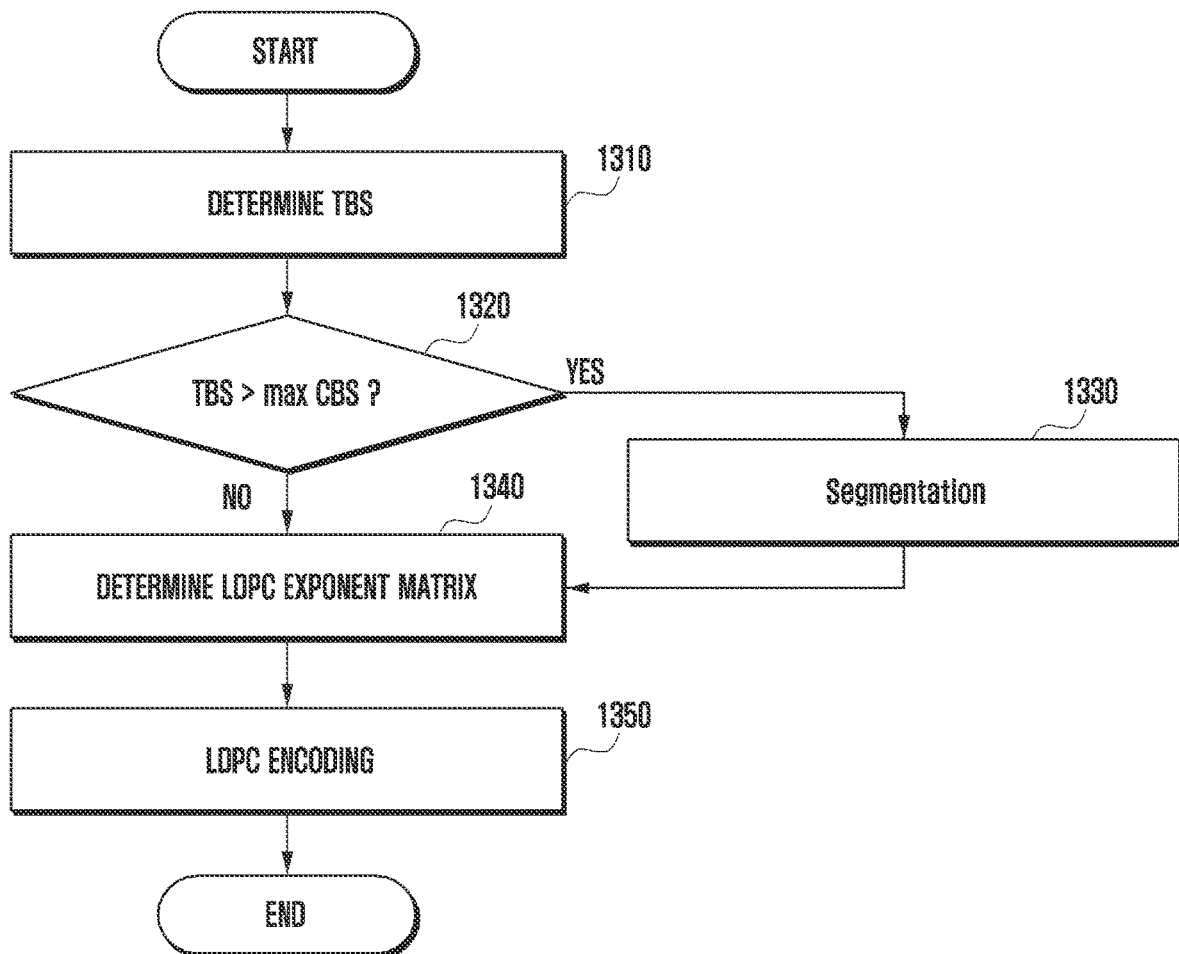 START
1310
DETERMINE TBS
1320
TBS > max CBS ?
YES
1330
Segmentation
NO
1340
DETERMINE LDPC EXPONENT MATRIX
1350
LDPC ENCODING
END